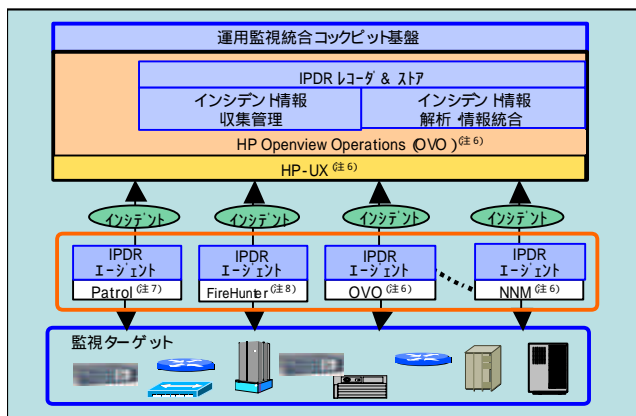 運用監視統合コックピット基盤
IPDR レコーダ & ストア
インシデント情報
収集管理
インシデント情報
解析・情報統合
HP Openview Operations (OVO)(注6)
HP-UX(注6)
インシデント
インシデント
インシデント
インシデント
IPDR
エージェント
Patrol(注7)
IPDR
エージェント
FireHunter(注8)
IPDR
エージェント
OVO(注6)
IPDR
エージェント
NNM(注6)
監視ターゲット